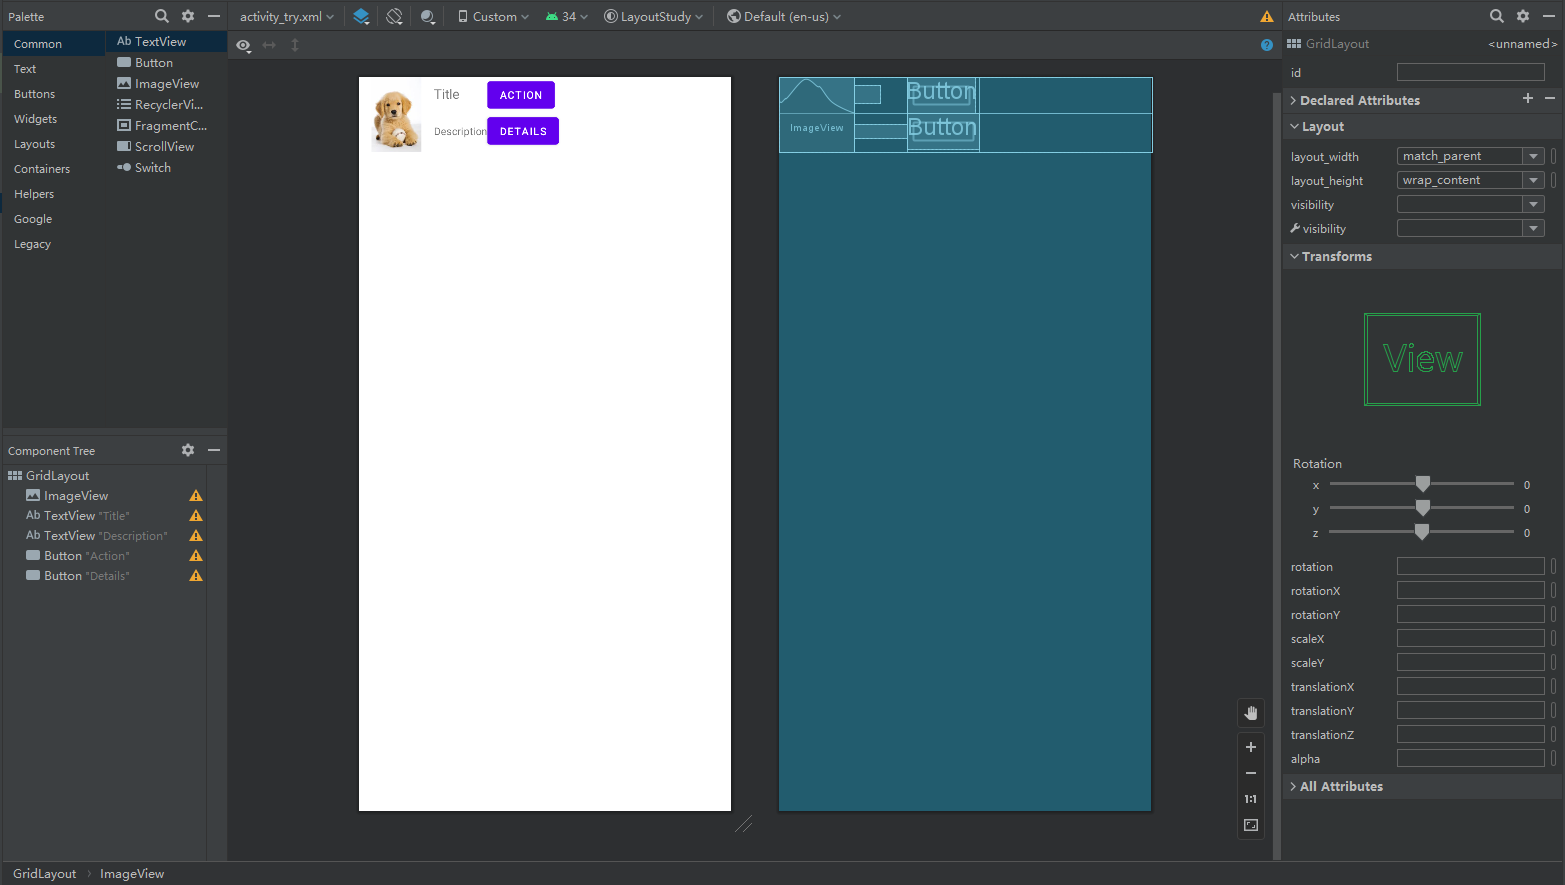 Palette
activity_try.xml
Custom
34
LayoutStudy
Default (en-us)
Attributes
Common
Text
Buttons
Widgets
Layouts
Containers
Helpers
Google
Legacy
Ab TextView
Button
ImageView
RecyclerVi...
FragmentC...
ScrollView
Switch
?
Title
ACTION
Description
DETAILS
Button
ImageView
Button
GridLayout
<unnamed>
id
Declared Attributes
Layout
layout_width match_parent
layout_height wrap_content
visibility
visibility
Transforms
View
Rotation
x 0
y 0
z 0
rotation
rotationX
rotationY
scaleX
scaleY
translationX
translationY
translationZ
alpha
All Attributes
Component Tree
GridLayout
ImageView
Ab TextView "Title"
Ab TextView "Description"
Button "Action"
Button "Details"
1:1
GridLayout > ImageView